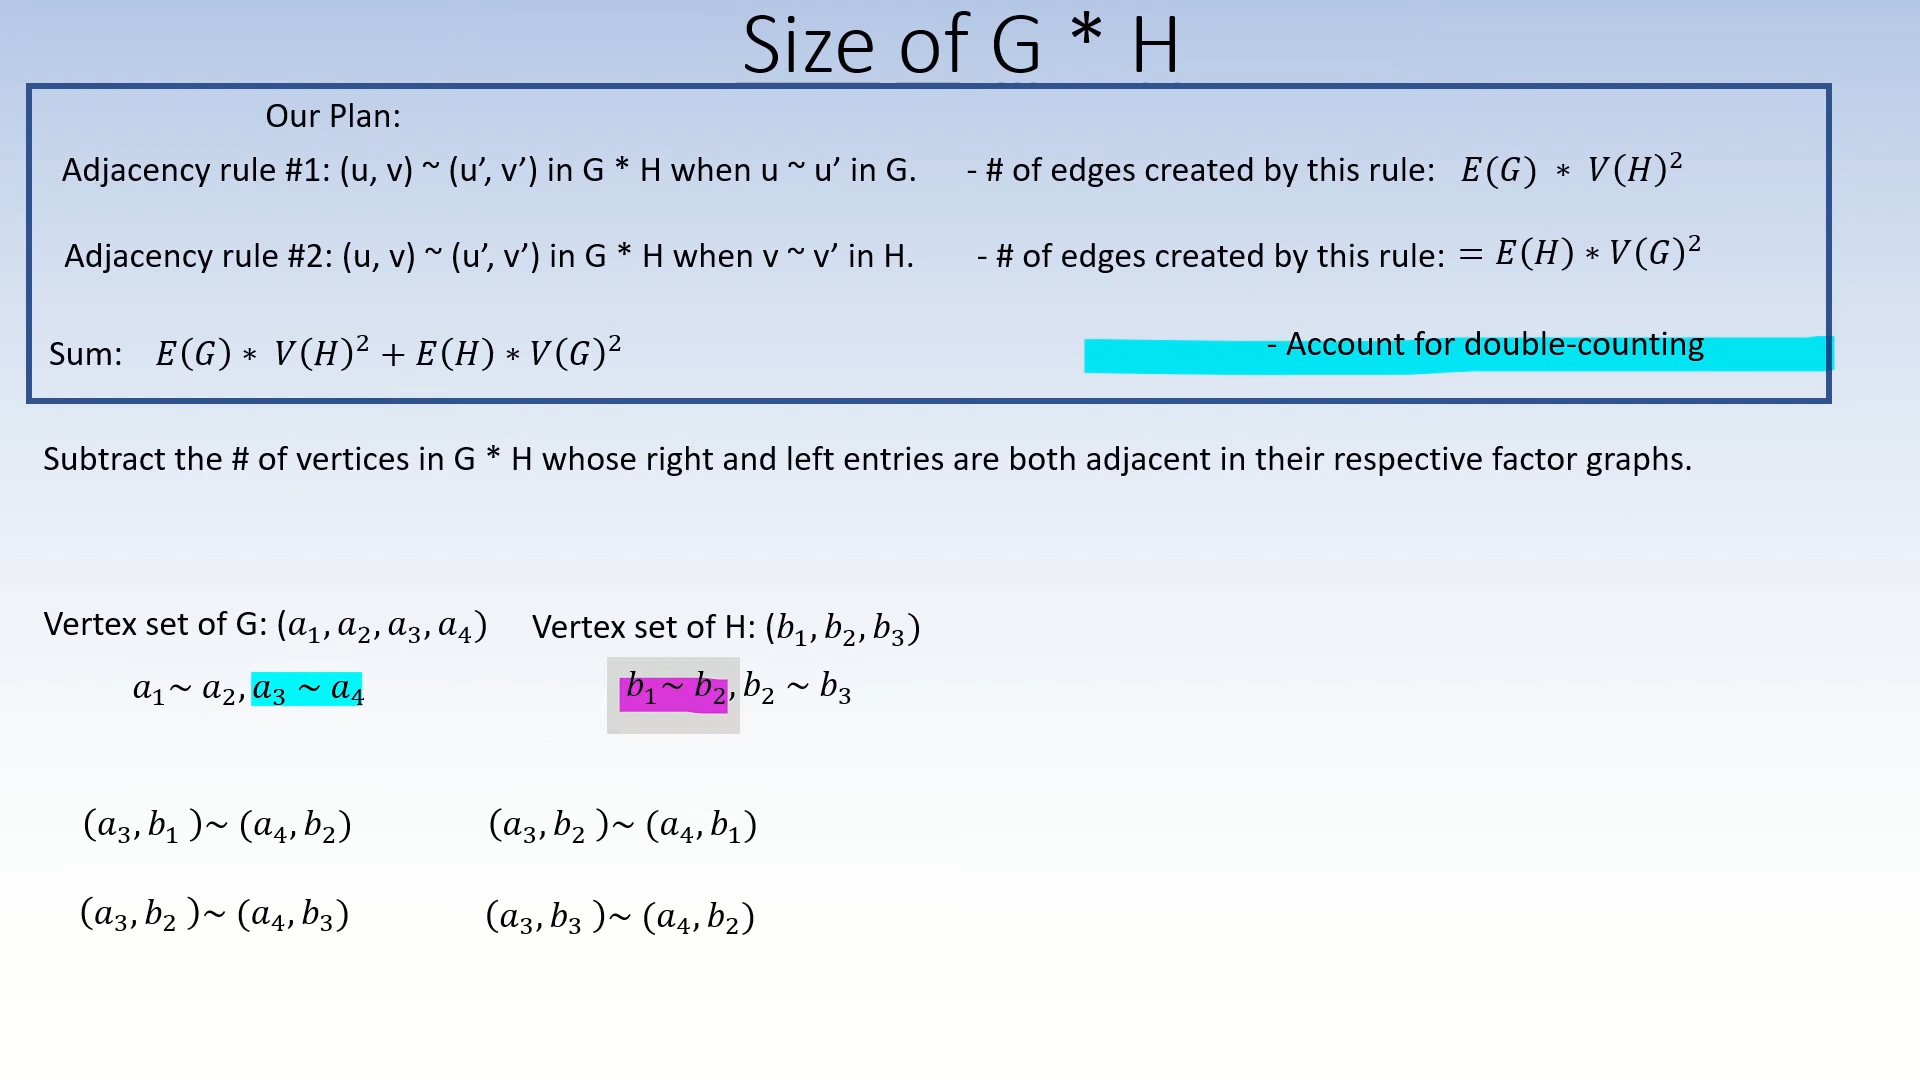 Size of G * H
Our Plan:
Adjacency rule #1: (u, v) ~ (u’, v’) in G * H when u ~ u’ in G. - # of edges created by this rule: E(G) * V(H)²
Adjacency rule #2: (u, v) ~ (u’, v’) in G * H when v ~ v’ in H. - # of edges created by this rule: = E(H) * V(G)²
Sum: E(G) * V(H)² + E(H) * V(G)² - Account for double-counting
Subtract the # of vertices in G * H whose right and left entries are both adjacent in their respective factor graphs.
Vertex set of G: (a₁, a₂, a₃, a₄) Vertex set of H: (b₁, b₂, b₃)
a₁ ~ a₂, a₃ ~ a₄ b₁ ~ b₂, b₂ ~ b₃
(a₃, b₁ ) ~ (a₄, b₂) (a₃, b₂ ) ~ (a₄, b₁)
(a₃, b₂ ) ~ (a₄, b₃) (a₃, b₃ ) ~ (a₄, b₂)